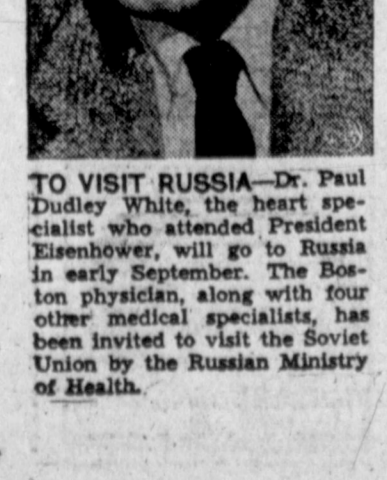 TO VISIT RUSSIA—Dr. Paul
Dudley White, the heart spe-
cialist who attended President
Eisenhower, will go to Russia
in early September. The Bos-
ton physician, along with four
other medical specialists, has
been invited to visit the Soviet
Union by the Russian Ministry
of Health.